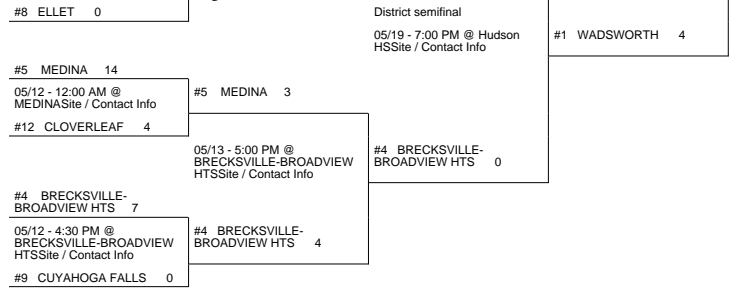 #8 ELLET 0
District semifinal
05/19 - 7:00 PM @ Hudson
HSSite / Contact Info
#1 WADSWORTH 4
#5 MEDINA 14
05/12 - 12:00 AM @
MEDINASite / Contact Info
#5 MEDINA 3
#12 CLOVERLEAF 4
05/13 - 5:00 PM @
BRECKSVILLE-BROADVIEW
HTSSite / Contact Info
#4 BRECKSVILLE-
BROADVIEW HTS 0
#4 BRECKSVILLE-
BROADVIEW HTS 7
05/12 - 4:30 PM @
BRECKSVILLE-BROADVIEW
HTSSite / Contact Info
#4 BRECKSVILLE-
BROADVIEW HTS 4
#9 CUYAHOGA FALLS 0